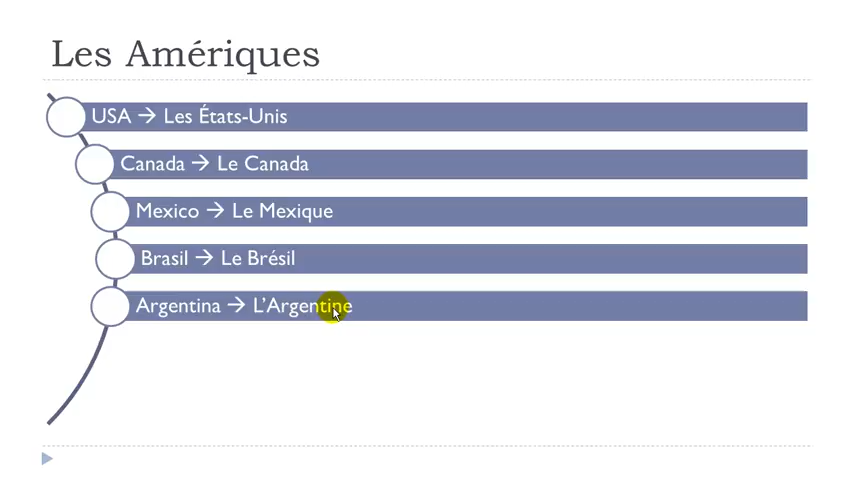 Les Amériques
USA → Les États-Unis
Canada → Le Canada
Mexico → Le Mexique
Brasil → Le Brésil
Argentina → L’Argentine